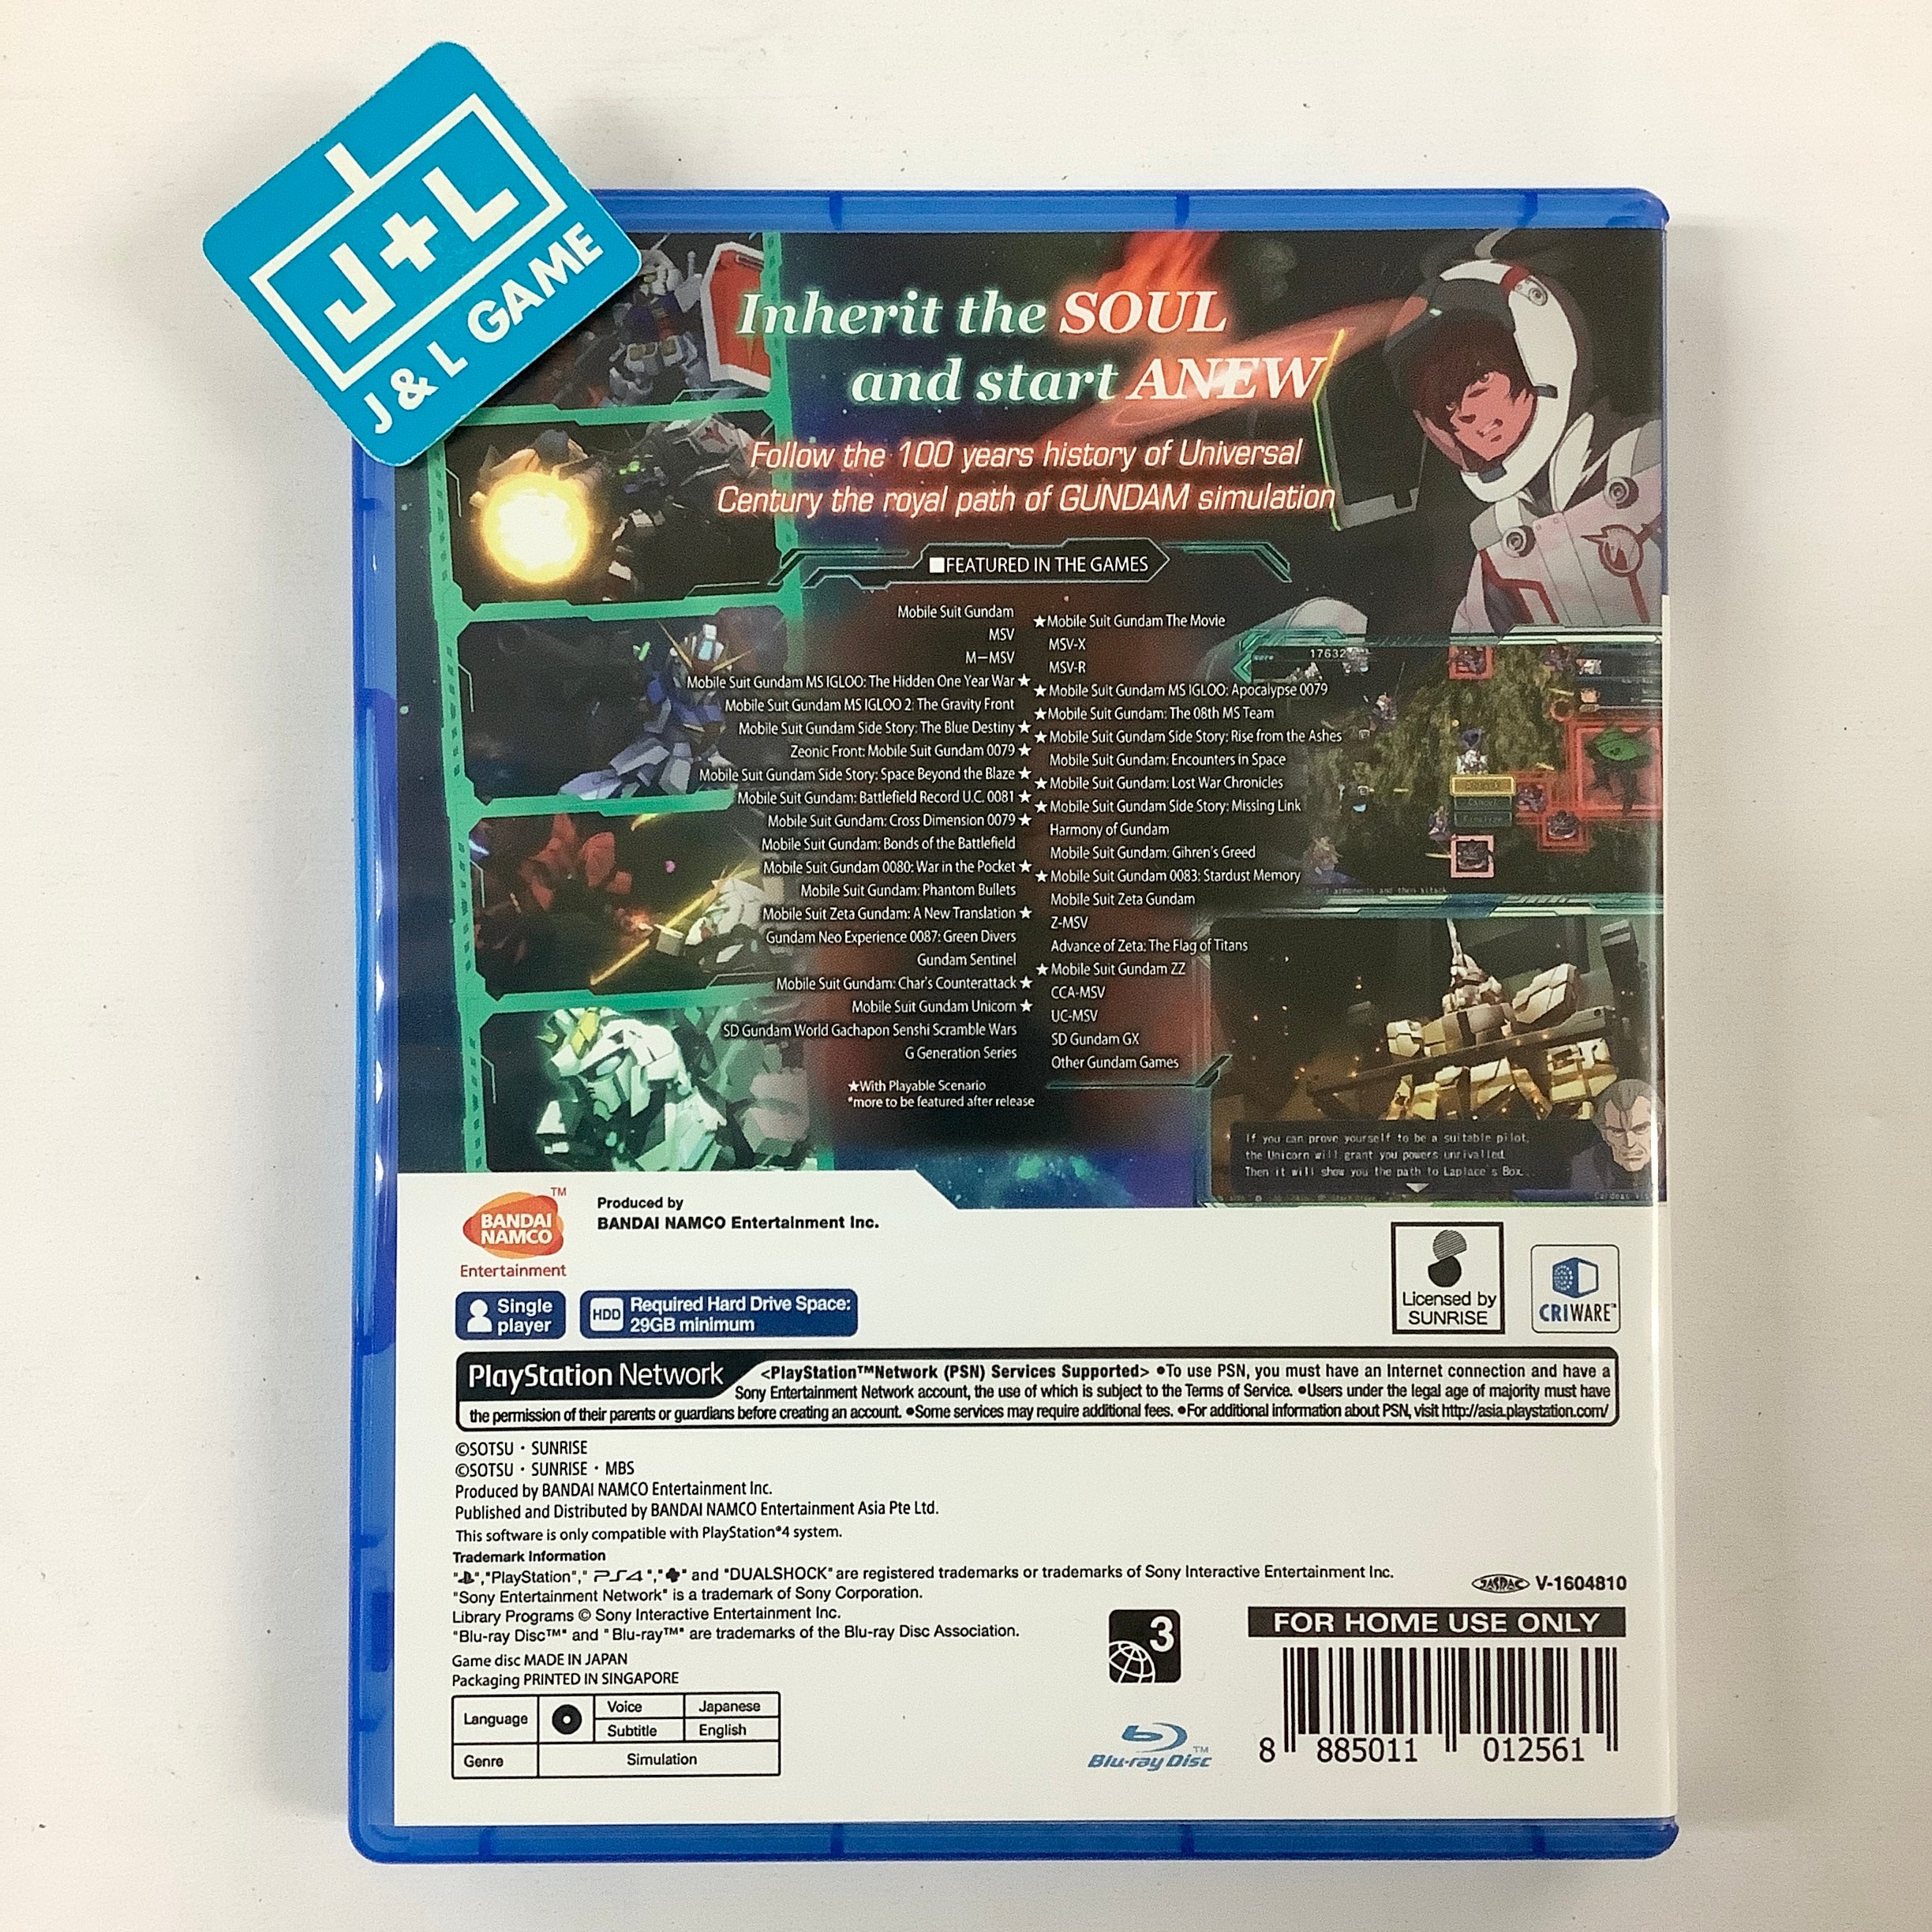 J+L
J & L GAME
Inherit the SOUL
and start ANEW
Follow the 100 years history of Universal
Century the royal path of GUNDAM simulation
■FEATURED IN THE GAMES
Mobile Suit Gundam
MSV
M-MSV
Mobile Suit Gundam MS IGLOO: The Hidden One Year War ★
Mobile Suit Gundam MS IGLOO 2: The Gravity Front
Mobile Suit Gundam Side Story: The Blue Destiny ★
Zeonic Front: Mobile Suit Gundam 0079 ★
Mobile Suit Gundam Side Story: Space Beyond the Blaze ★
Mobile Suit Gundam: Battlefield Record U.C. 0081 ★
Mobile Suit Gundam: Cross Dimension 0079 ★
Mobile Suit Gundam: Bonds of the Battlefield
Mobile Suit Gundam 0080: War in the Pocket ★
Mobile Suit Gundam: Phantom Bullets
Mobile Suit Zeta Gundam: A New Translation ★
Gundam Neo Experience 0087: Green Divers
Gundam Sentinel
Mobile Suit Gundam: Char's Counterattack ★
Mobile Suit Gundam Unicorn ★
SD Gundam World Gachapon Senshi Scramble Wars
G Generation Series
★Mobile Suit Gundam The Movie
MSV-X
MSV-R
★Mobile Suit Gundam MS IGLOO: Apocalypse 0079
★Mobile Suit Gundam: The 08th MS Team
★Mobile Suit Gundam Side Story: Rise from the Ashes
Mobile Suit Gundam: Encounters in Space
★Mobile Suit Gundam: Lost War Chronicles
★Mobile Suit Gundam Side Story: Missing Link
Harmony of Gundam
Mobile Suit Gundam: Gihren's Greed
★Mobile Suit Gundam 0083: Stardust Memory
Mobile Suit Zeta Gundam
Z-MSV
Advance of Zeta: The Flag of Titans
★Mobile Suit Gundam ZZ
CCA-MSV
UC-MSV
SD Gundam GX
Other Gundam Games
★With Playable Scenario
*more to be featured after release
17632
Cancel
Finalize
armaments and then attack
If you can prove yourself to be a suitable pilot,
the Unicorn will grant you powers unrivalled.
Then it will show you the path to Laplace's Box...
Cardeas Vis
BANDAI
NAMCO
TM
Entertainment
Produced by
BANDAI NAMCO Entertainment Inc.
Single
player
HDD
Required Hard Drive Space:
29GB minimum
Licensed by
SUNRISE
CRIWARE™
PlayStation Network
<PlayStation™Network (PSN) Services Supported> ●To use PSN, you must have an Internet connection and have a
Sony Entertainment Network account, the use of which is subject to the Terms of Service. ●Users under the legal age of majority must have
the permission of their parents or guardians before creating an account. ●Some services may require additional fees. ●For additional information about PSN, visit http://asia.playstation.com/
©SOTSU・SUNRISE
©SOTSU・SUNRISE・MBS
Produced by BANDAI NAMCO Entertainment Inc.
Published and Distributed by BANDAI NAMCO Entertainment Asia Pte Ltd.
This software is only compatible with PlayStation®4 system.
Trademark Information
"","PlayStation"," PS4 ","" and "DUALSHOCK" are registered trademarks or trademarks of Sony Interactive Entertainment Inc.
"Sony Entertainment Network" is a trademark of Sony Corporation.
Library Programs © Sony Interactive Entertainment Inc.
"Blu-ray Disc™" and "Blu-ray™" are trademarks of the Blu-ray Disc Association.
Game disc MADE IN JAPAN
Packaging PRINTED IN SINGAPORE
Language
Voice
Japanese
Subtitle
English
Genre
Simulation
JASRAC V-1604810
FOR HOME USE ONLY
3
Blu-ray Disc™
8 885011 012561